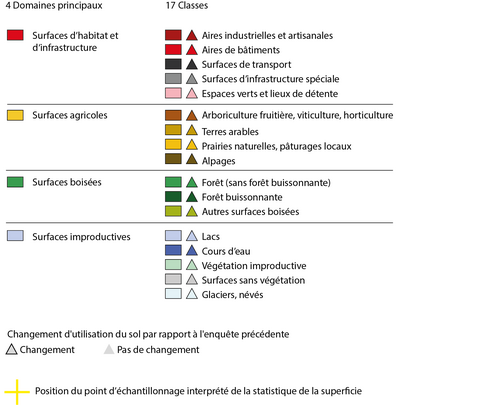 4 Domaines principaux
17 Classes
Surfaces d'habitat et
d'infrastructure
Aires industrielles et artisanales
Aires de bâtiments
Surfaces de transport
Surfaces d'infrastructure spéciale
Espaces verts et lieux de détente
Surfaces agricoles
Arboriculture fruitière, viticulture, horticulture
Terres arables
Prairies naturelles, pâturages locaux
Alpages
Surfaces boisées
Forêt (sans forêt buissonnante)
Forêt buissonnante
Autres surfaces boisées
Surfaces improductives
Lacs
Cours d'eau
Végétation improductive
Surfaces sans végétation
Glaciers, névés
Changement d'utilisation du sol par rapport à l'enquête précédente
Changement
Pas de changement
Position du point d'échantillonnage interprété de la statistique de la superficie